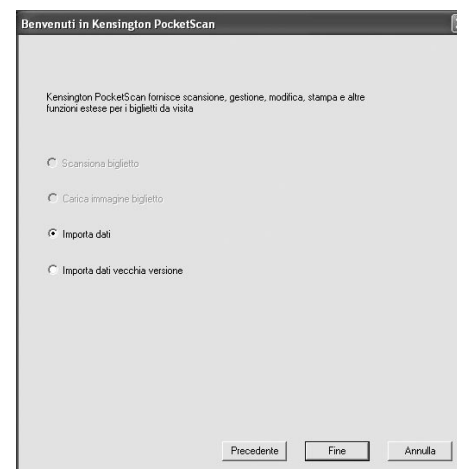 Benvenuti in Kensington PocketScan
Kensington PocketScan fornisce scansione, gestione, modifica, stampa e altre
funzioni estese per i biglietti da visita
Scansiona biglietto
Carica immagine biglietto
Importa dati
Importa dati vecchia versione
Precedente Fine Annulla